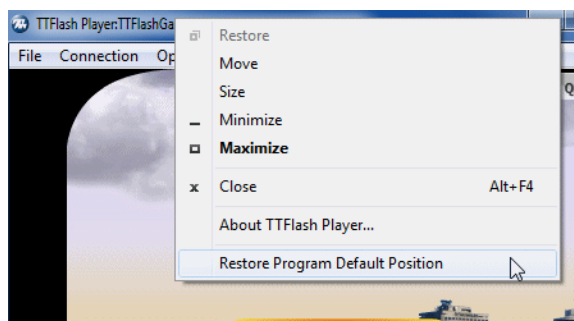 TTFlash Player:TTFlashGa
File Connection Op
Restore
Move
Size
Minimize
Maximize
Close Alt+F4
About TTFlash Player...
Restore Program Default Position
Q